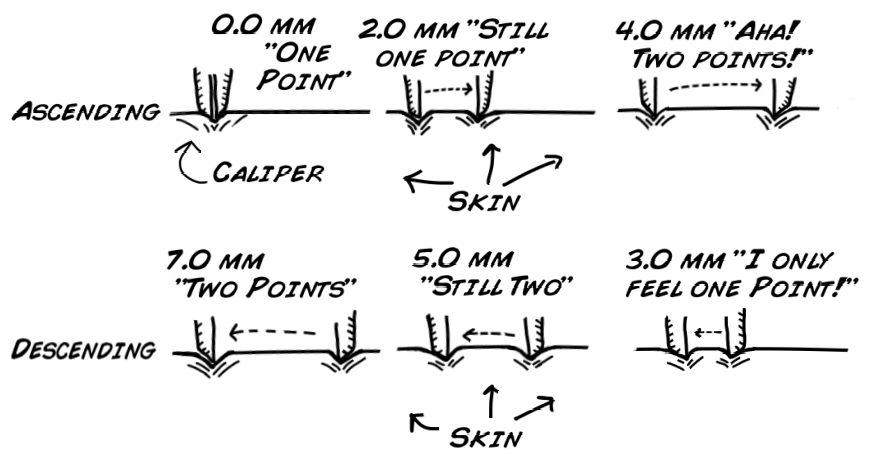 0.0 MM
"ONE
POINT"
2.0 MM "STILL
ONE POINT"
4.0 MM "AHA!
TWO POINTS!"
ASCENDING
CALIPER
SKIN
7.0 MM
"TWO POINTS"
5.0 MM
"STILL TWO"
3.0 MM "I ONLY
FEEL ONE POINT!"
DESCENDING
SKIN